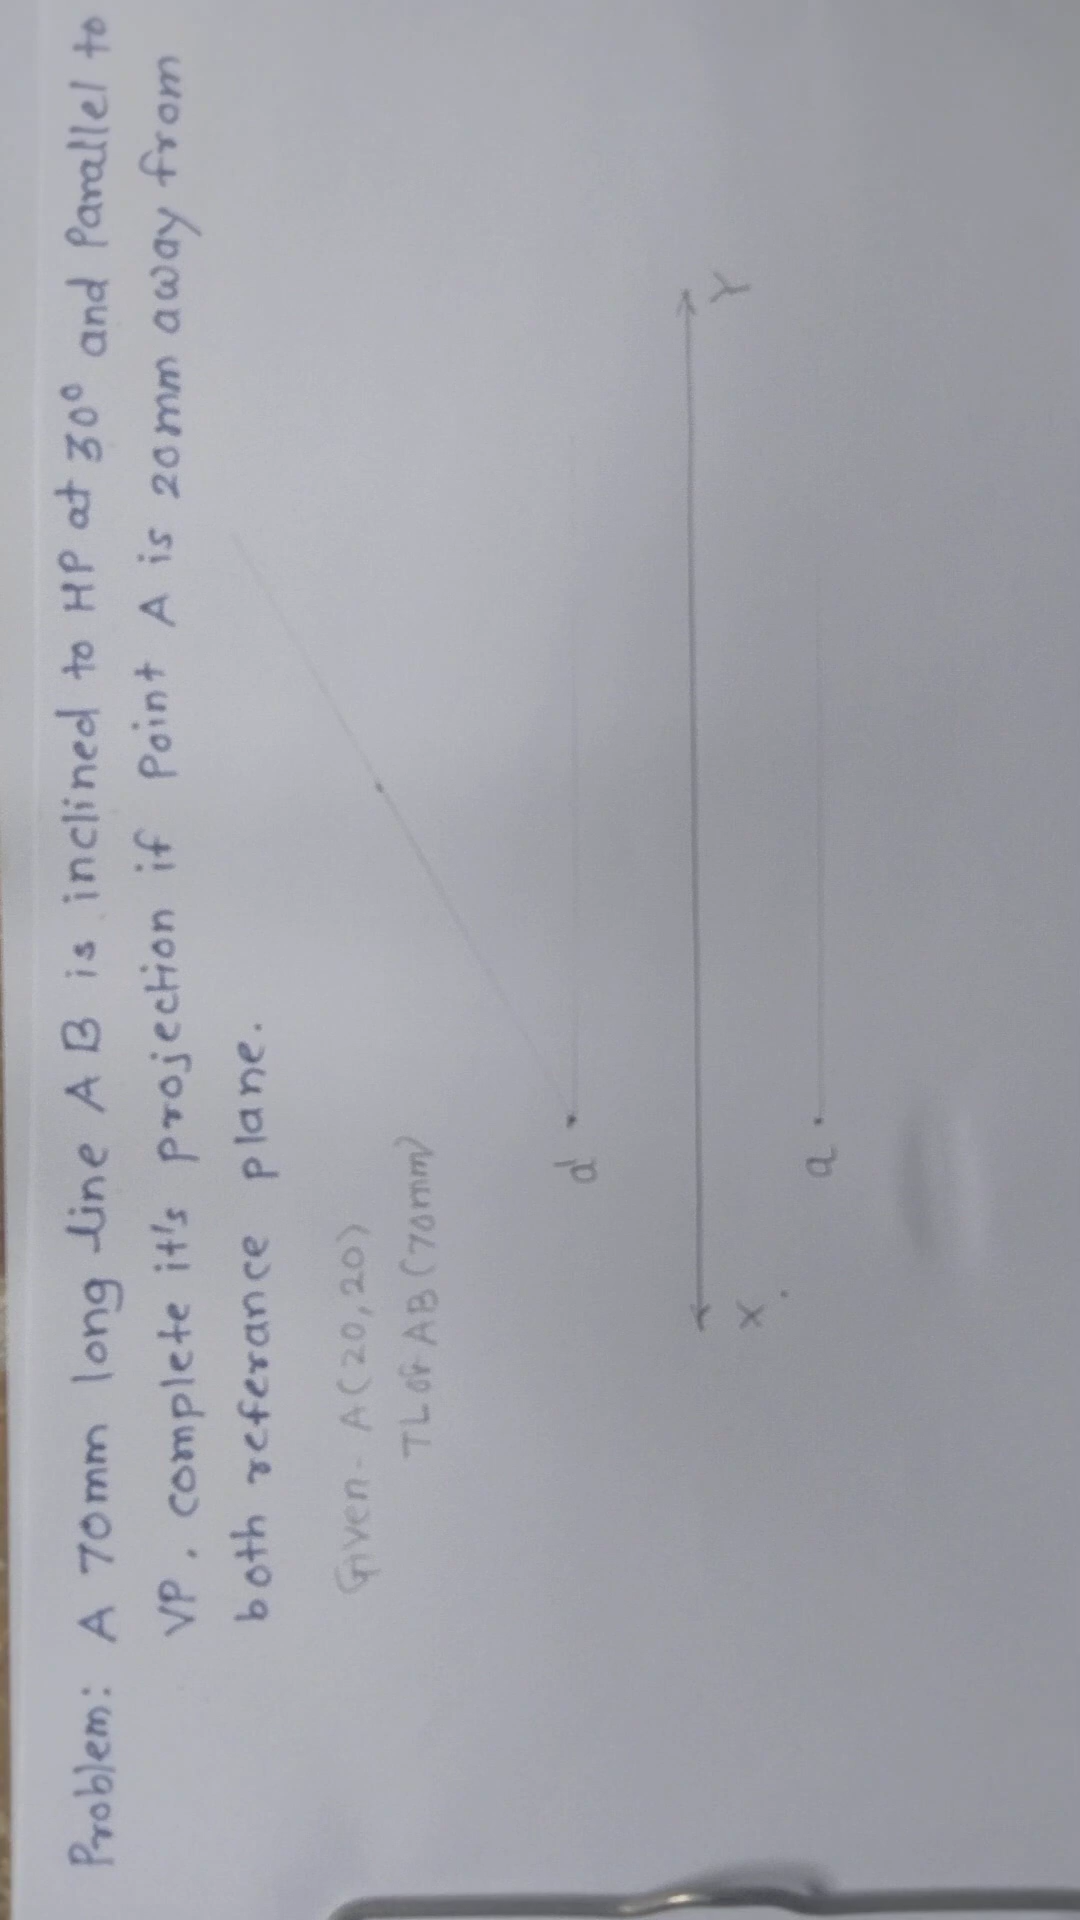 Problem: A 70mm long line AB is inclined to HP at 30° and Parallel to
VP. complete it's projection if Point A is 20mm away from
both referance plane.
Given- A(20,20)
TL of AB(70mm)
a'
X
Y
a